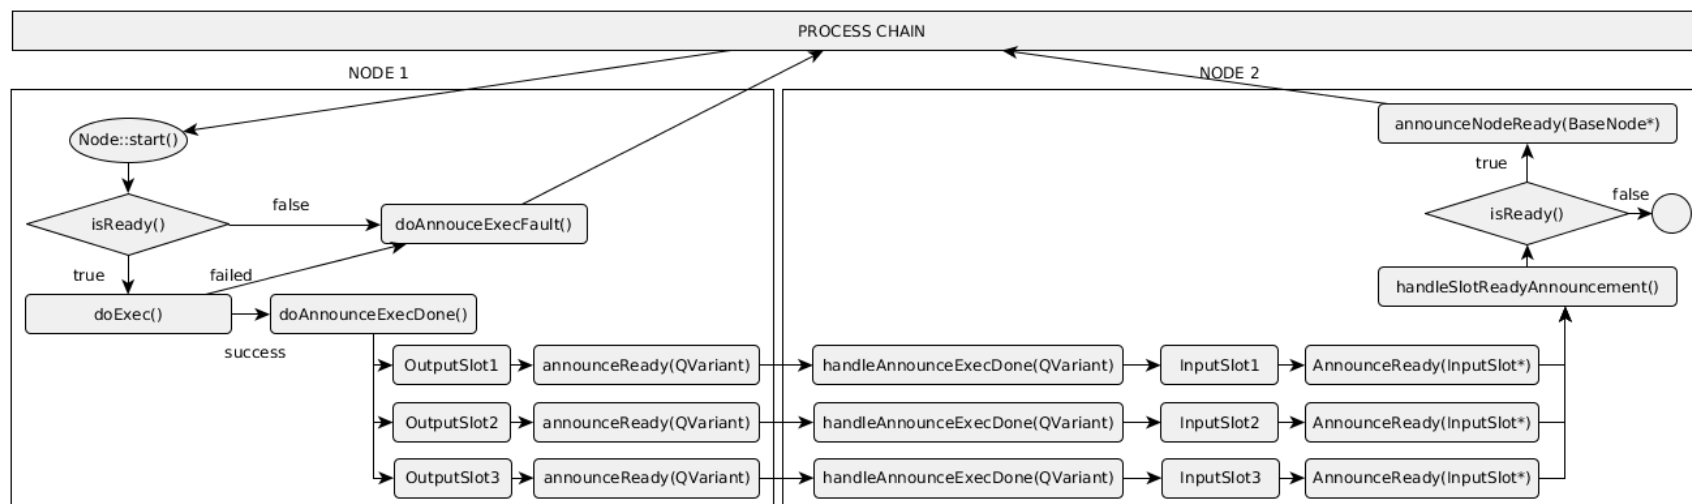 PROCESS CHAIN
NODE 1
NODE 2
Node::start()
isReady()
false
doAnnouceExecFault()
true
failed
doExec()
doAnnounceExecDone()
success
OutputSlot1
announceReady(QVariant)
OutputSlot2
announceReady(QVariant)
OutputSlot3
announceReady(QVariant)
handleAnnounceExecDone(QVariant)
InputSlot1
AnnounceReady(InputSlot*)
handleAnnounceExecDone(QVariant)
InputSlot2
AnnounceReady(InputSlot*)
handleAnnounceExecDone(QVariant)
InputSlot3
AnnounceReady(InputSlot*)
handleSlotReadyAnnouncement()
isReady()
false
true
announceNodeReady(BaseNode*)